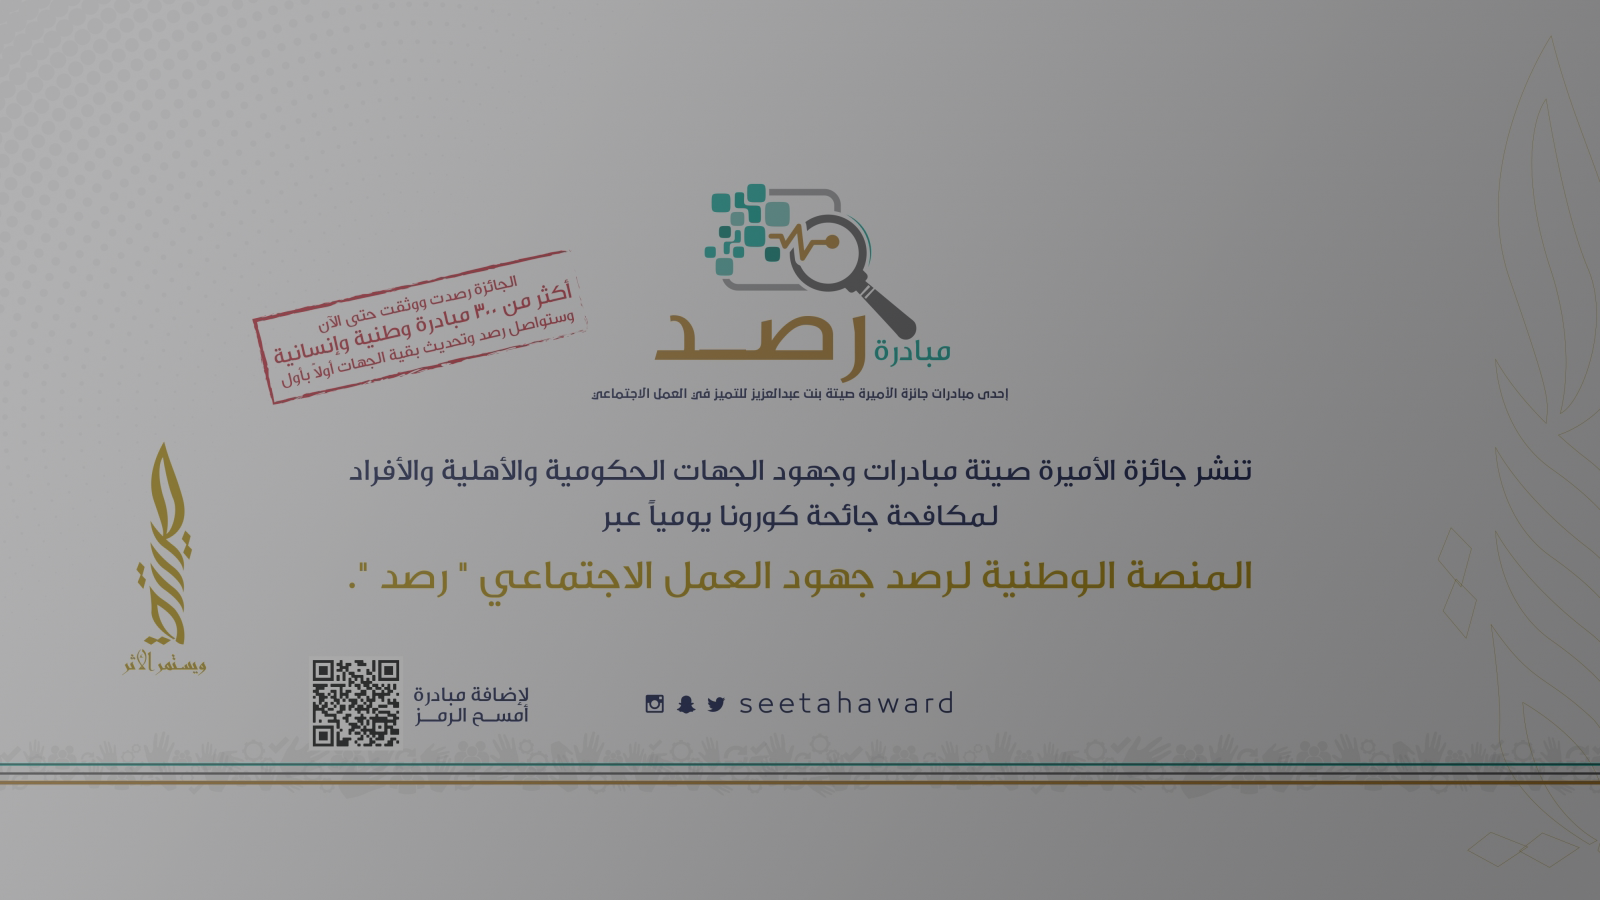 مبادرة رصد
إحدى مبادرات جائزة الأميرة صيتة بنت عبدالعزيز للتميز في العمل الاجتماعي
الجائزة رصدت ووثقت حتى الآن
أكثر من ٣٠٠ مبادرة وطنية وإنسانية
وستواصل رصد وتحديث بقية الجهات أولاً بأول
تنشر جائزة الأميرة صيتة مبادرات وجهود الجهات الحكومية والأهلية والأفراد
لمكافحة جائحة كورونا يومياً عبر
المنصة الوطنية لرصد جهود العمل الاجتماعي " رصد ".
صيتة
ويستمر الأثر
لإضافة مبادرة
أمسح الرمز
seetahaward